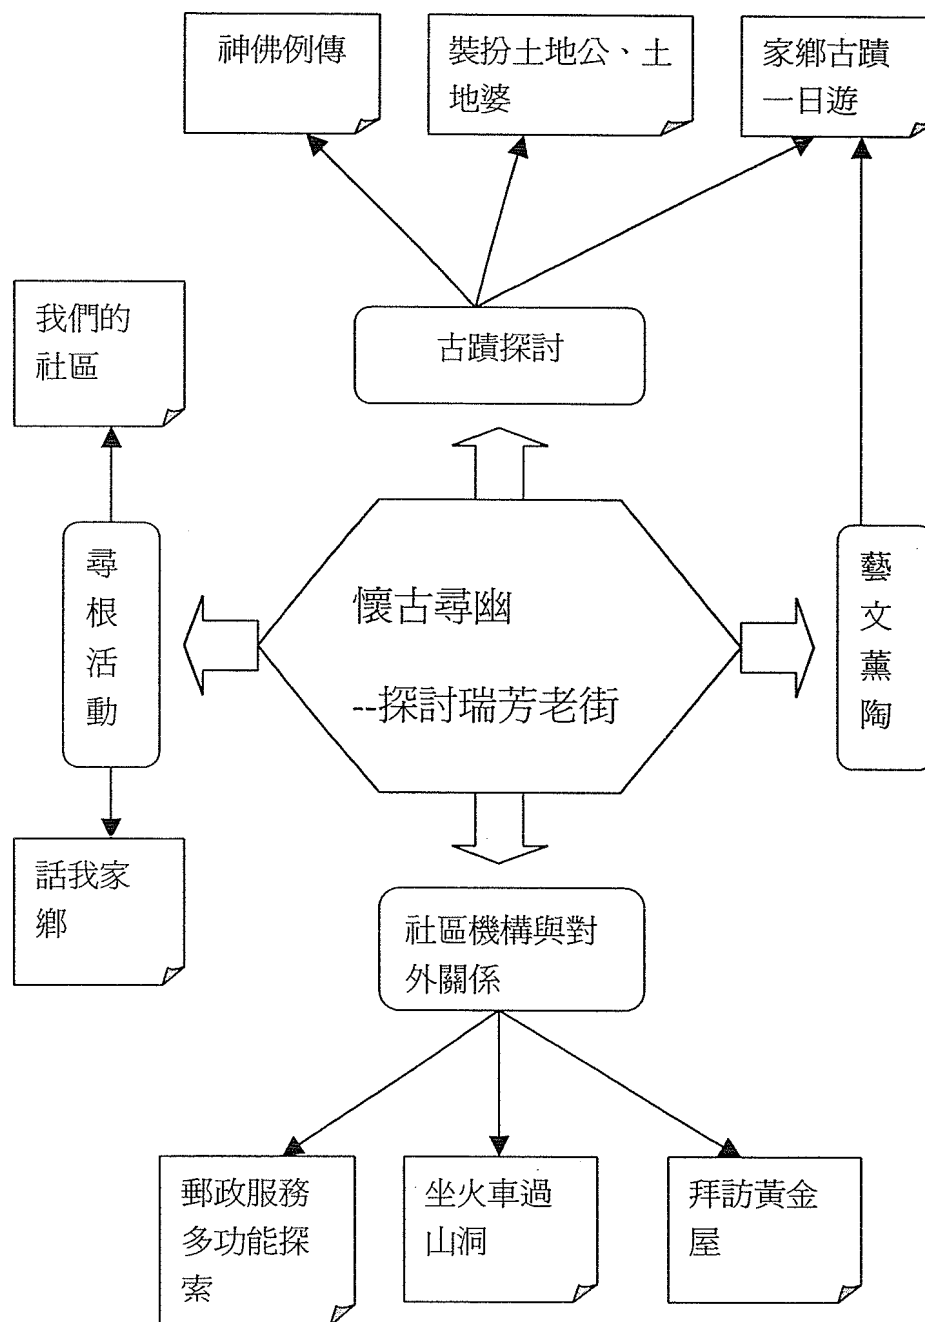 神佛例傳
裝扮土地公、土
地婆
家鄉古蹟
一日遊
我們的
社區
古蹟探討
尋
根
活
動
懷古尋幽
--探討瑞芳老街
藝
文
薰
陶
話我家
鄉
社區機構與對
外關係
郵政服務
多功能探
索
坐火車過
山洞
拜訪黃金
屋